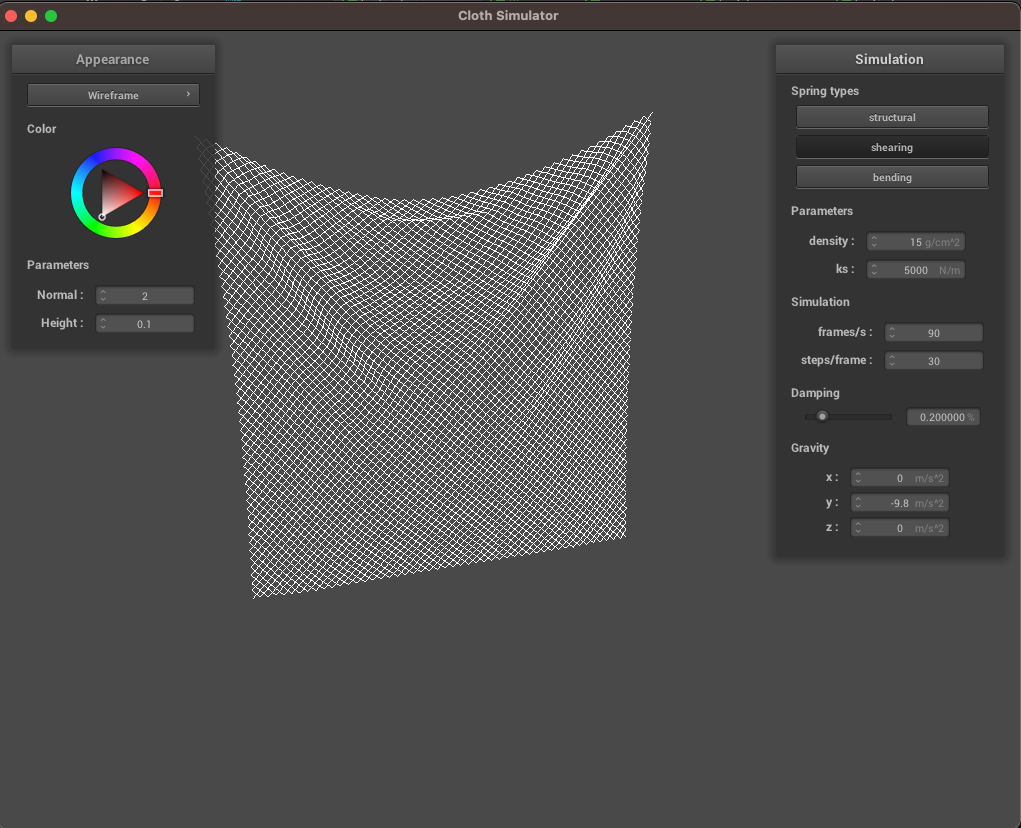 Cloth Simulator
Appearance
Wireframe
Color
Parameters
Normal : 2
Height : 0.1
Simulation
Spring types
structural
shearing
bending
Parameters
density : 15 g/cm^2
ks : 5000 N/m
Simulation
frames/s : 90
steps/frame : 30
Damping
0.200000 %
Gravity
x : 0 m/s^2
y : -9.8 m/s^2
z : 0 m/s^2